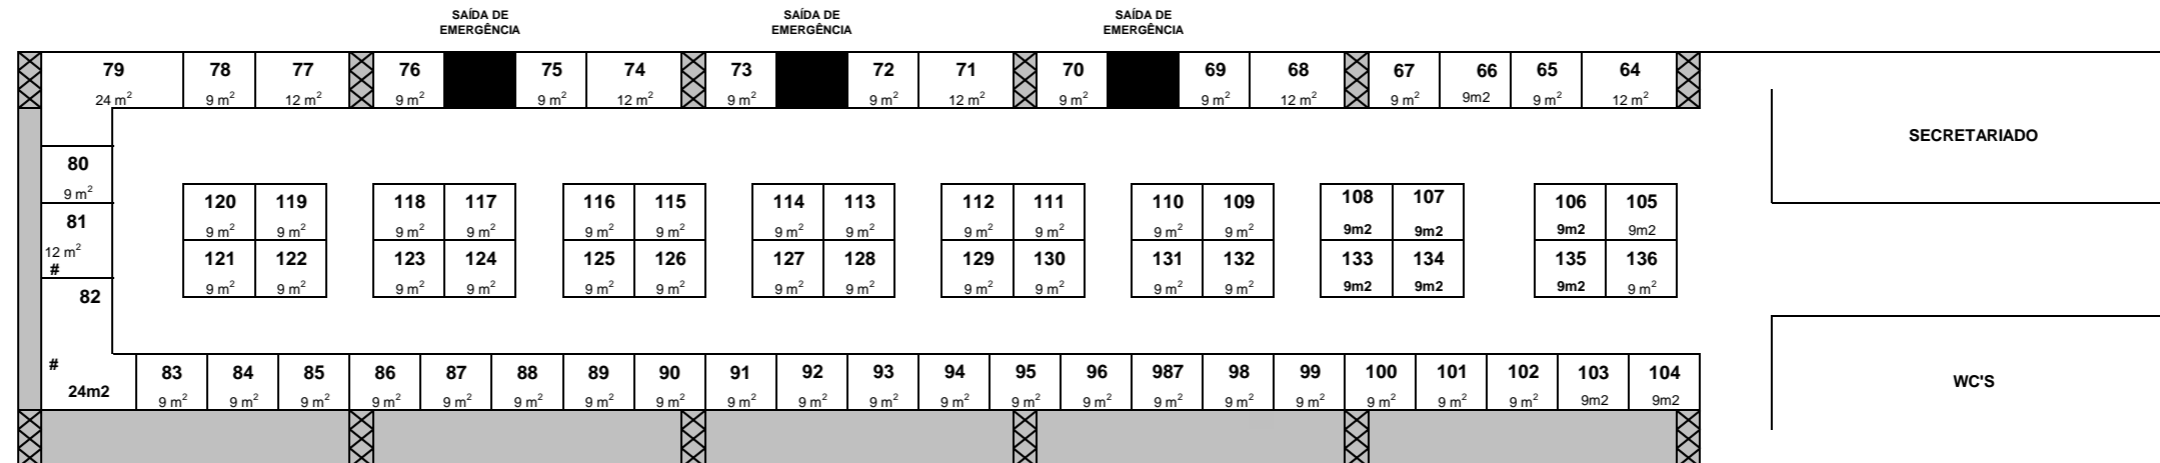 SAÍDA DE EMERGÊNCIA SAÍDA DE EMERGÊNCIA SAÍDA DE EMERGÊNCIA
79 78 77 76 75 74 73 72 71 70 69 68 67 66 65 64
24 m² 9 m² 12 m² 9 m² 9 m² 12 m² 9 m² 9 m² 12 m² 9 m² 9 m² 12 m² 9 m² 9m2 9 m² 12 m²
SECRETARIADO
80
9 m²
81
12 m²
#
82
#
24m2
120 119 118 117 116 115 114 113 112 111 110 109 108 107 106 105
9 m² 9 m² 9 m² 9 m² 9 m² 9 m² 9 m² 9 m² 9 m² 9 m² 9 m² 9 m² 9m2 9m2 9m2 9m2
121 122 123 124 125 126 127 128 129 130 131 132 133 134 135 136
9 m² 9 m² 9 m² 9 m² 9 m² 9 m² 9 m² 9 m² 9 m² 9 m² 9 m² 9 m² 9m2 9m2 9m2 9 m²
83 84 85 86 87 88 89 90 91 92 93 94 95 96 987 98 99 100 101 102 103 104
9 m² 9 m² 9 m² 9 m² 9 m² 9 m² 9 m² 9 m² 9 m² 9 m² 9 m² 9 m² 9 m² 9 m² 9 m² 9 m² 9 m² 9 m² 9 m² 9 m² 9m2 9m2
WC'S